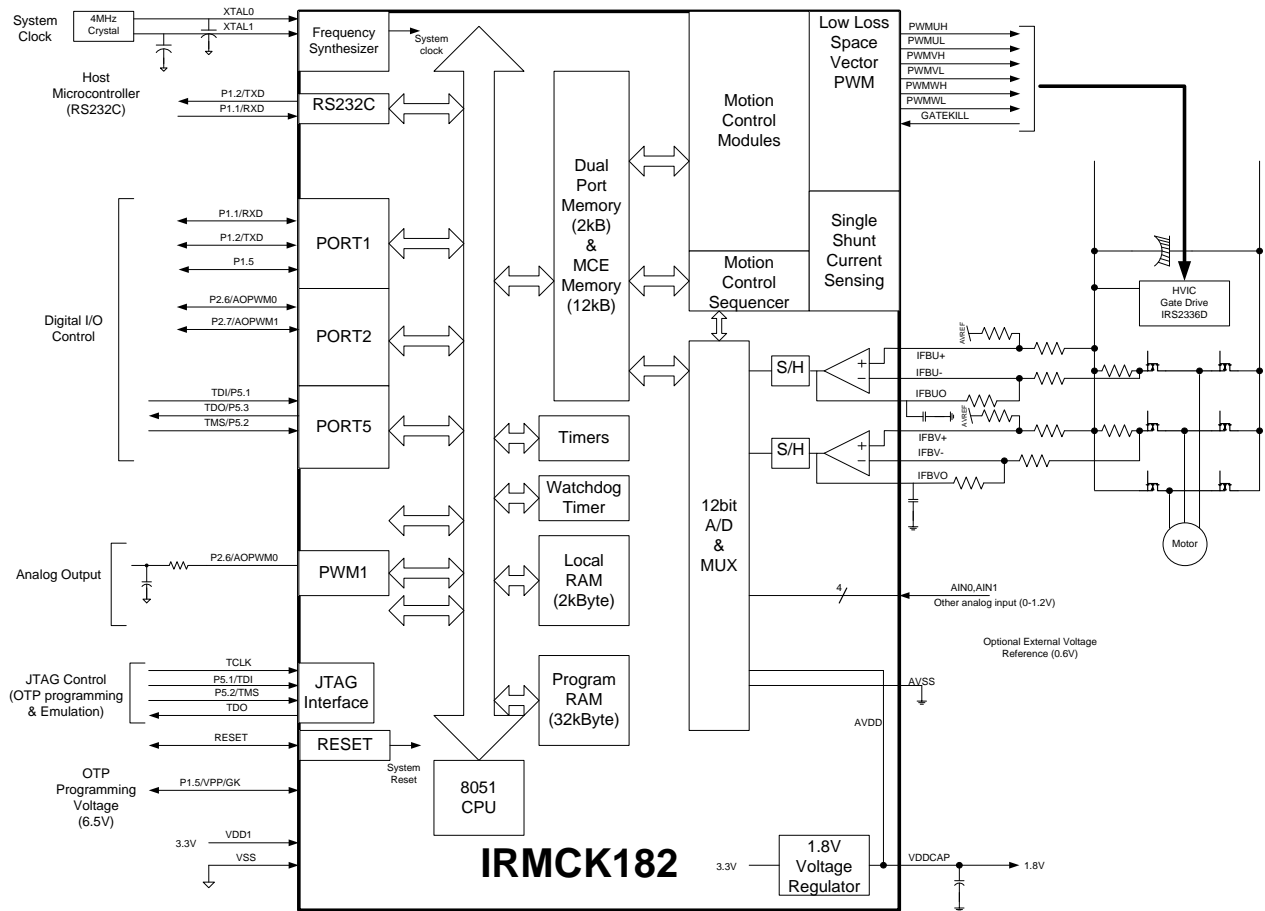 System
Clock
4MHz
Crystal
XTAL0
XTAL1
Frequency
Synthesizer
System
clock
Host
Microcontroller
(RS232C)
P1.2/TXD
P1.1/RXD
RS232C
Digital I/O
Control
P1.1/RXD
P1.2/TXD
P1.5
PORT1
P2.6/AOPWM0
P2.7/AOPWM1
PORT2
TDI/P5.1
TDO/P5.3
TMS/P5.2
PORT5
Analog Output
P2.6/AOPWM0
PWM1
JTAG Control
(OTP programming
& Emulation)
TCLK
P5.1/TDI
P5.2/TMS
TDO
JTAG
Interface
RESET
RESET
System
Reset
OTP
Programming
Voltage
(6.5V)
P1.5/VPP/GK
3.3V
VDD1
VSS
8051
CPU
IRMCK182
Dual
Port
Memory
(2kB)
&
MCE
Memory
(12kB)
Timers
Watchdog
Timer
Local
RAM
(2kByte)
Program
RAM
(32kByte)
Motion
Control
Modules
Motion
Control
Sequencer
Low Loss
Space
Vector
PWM
Single
Shunt
Current
Sensing
12bit
A/D
&
MUX
S/H
+
−
S/H
+
−
PWMUH
PWMUL
PWMVH
PWMVL
PWMWH
PWMWL
GATEKILL
HVIC
Gate Drive
IRS2336D
AVREF
IFBU+
IFBU-
IFBUO
AVREF
IFBV+
IFBV-
IFBVO
Motor
4
AIN0,AIN1
Other analog input (0-1.2V)
Optional External Voltage
Reference (0.6V)
AVSS
AVDD
3.3V
1.8V
Voltage
Regulator
VDDCAP
1.8V